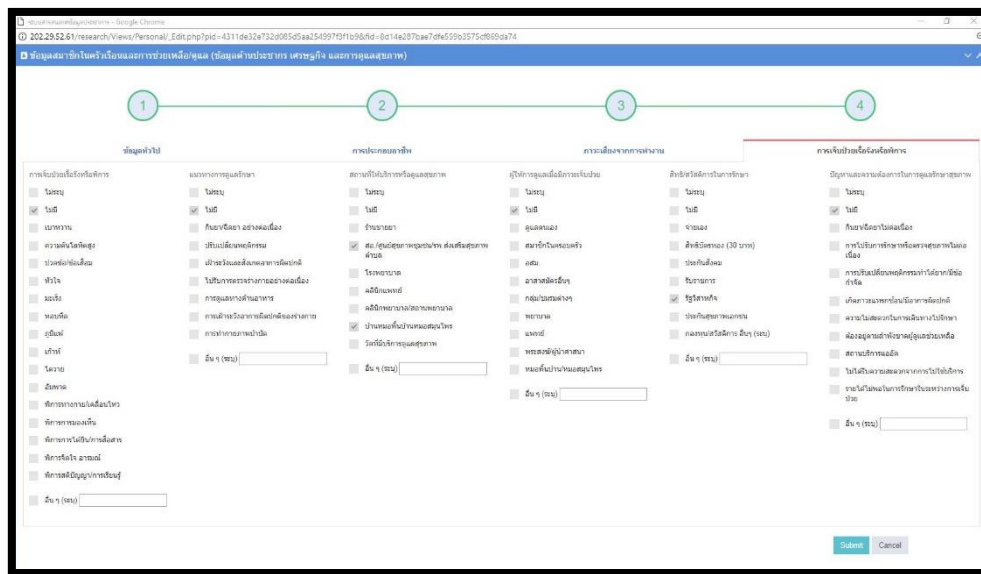 ระบบสารสนเทศข้อมูลประชากร - Google Chrome
202.29.52.61/research/Views/Personal/_Edit.php?pid=4311de32e732d085d5aa254997f3f1b9&fid=8d14e287bae7dfe539b3575cf869da74
ข้อมูลสมาชิกในครัวเรือนและการช่วยเหลือ/ดูแล (ข้อมูลด้านประชากร เศรษฐกิจ และการดูแลสุขภาพ)
1
2
3
4
ข้อมูลทั่วไป
การประกอบอาชีพ
ภาวะเสี่ยงจากการทำงาน
การเจ็บป่วยเรื้อรังหรือพิการ
การเจ็บป่วยเรื้อรังหรือพิการ
ไม่ระบุ
ไม่มี
เบาหวาน
ความดันโลหิตสูง
ปวดข้อ/ข้อเสื่อม
หัวใจ
มะเร็ง
หอบหืด
ภูมิแพ้
เก๊าท์
ไตวาย
อัมพาต
พิการทางกาย/เคลื่อนไหว
พิการการมองเห็น
พิการการได้ยิน/การสื่อสาร
พิการจิตใจ อารมณ์
พิการสติปัญญา/การเรียนรู้
อื่น ๆ (ระบุ)
แนวทางการดูแลรักษา
ไม่ระบุ
ไม่มี
กินยา/ฉีดยา อย่างต่อเนื่อง
ปรับเปลี่ยนพฤติกรรม
เฝ้าระวังและสังเกตอาการผิดปกติ
ไปรับการตรวจร่างกายอย่างต่อเนื่อง
การดูแลทางด้านอาหาร
การเฝ้าระวังอาการผิดปกติของร่างกาย
การทำกายภาพบำบัด
อื่น ๆ (ระบุ)
สถานที่ให้บริการหรือดูแลสุขภาพ
ไม่ระบุ
ไม่มี
ร้านขายยา
สอ./ศูนย์สุขภาพชุมชน/รพ.ส่งเสริมสุขภาพ
ตำบล
โรงพยาบาล
คลินิกแพทย์
คลินิกพยาบาล/สถานพยาบาล
บ้านหมอพื้นบ้านหมอสมุนไพร
วัดที่มีบริการดูแลสุขภาพ
อื่น ๆ (ระบุ)
ผู้ให้การดูแลเมื่อมีภาวะเจ็บป่วย
ไม่ระบุ
ไม่มี
ดูแลตนเอง
สมาชิกในครอบครัว
อสม.
อาสาสมัครอื่นๆ
กลุ่ม/ชมรมต่างๆ
พยาบาล
แพทย์
พระสงฆ์/ผู้นำศาสนา
หมอพื้นบ้าน/หมอสมุนไพร
อื่น ๆ (ระบุ)
สิทธิ/สวัสดิการในการรักษา
ไม่ระบุ
ไม่มี
จ่ายเอง
สิทธิบัตรทอง (30 บาท)
ประกันสังคม
รับราชการ
รัฐวิสาหกิจ
ประกันสุขภาพเอกชน
กองทุน/สวัสดิการ อื่นๆ (ระบุ)
อื่น ๆ (ระบุ)
ปัญหาและความต้องการในการดูแลรักษาสุขภาพ
ไม่ระบุ
ไม่มี
กินยา/ฉีดยาไม่ต่อเนื่อง
การไปรับการรักษาหรือตรวจสุขภาพไม่ต่อ
เนื่อง
การปรับเปลี่ยนพฤติกรรมทำได้ยาก/มีข้อ
จำกัด
เกิดภาวะแทรกซ้อน/มีอาการผิดปกติ
ความไม่สะดวกในการเดินทางไปรักษา
ต้องอยู่ตามลำพังขาดผู้ดูแลช่วยเหลือ
สถานบริการแออัด
ไม่ได้รับความสะดวกจากการไปใช้บริการ
รายได้ไม่พอในการรักษาในระหว่างการเจ็บ
ป่วย
อื่น ๆ (ระบุ)
Submit
Cancel